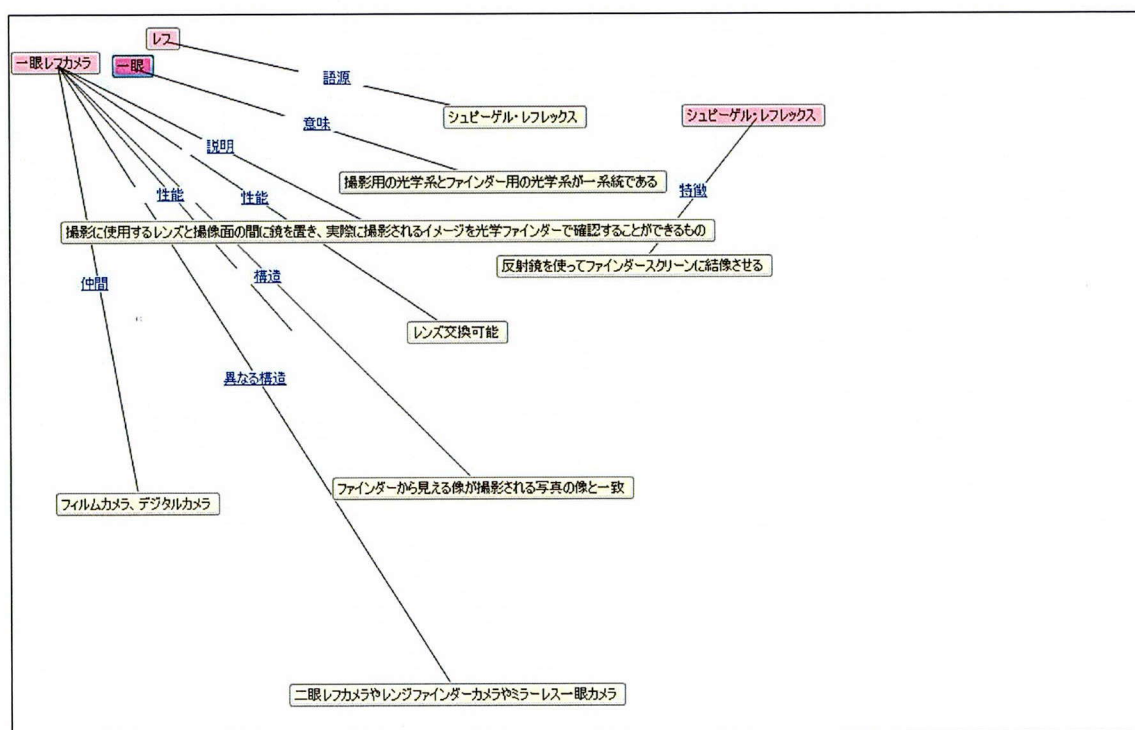 レフ
一眼レフカメラ
一眼
語源
シュピーゲル・レフレックス
シュピーゲル・レフレックス
意味
説明
撮影用の光学系とファインダー用の光学系が一系統である
性能
性能
特徴
撮影に使用するレンズと撮像面の間に鏡を置き、実際に撮影されるイメージを光学ファインダーで確認することができるもの
反射鏡を使ってファインダースクリーンに結像させる
仲間
構造
レンズ交換可能
異なる構造
ファインダーから見える像が撮影される写真の像と一致
フィルムカメラ、デジタルカメラ
二眼レフカメラやレンジファインダーカメラやミラーレス一眼カメラ